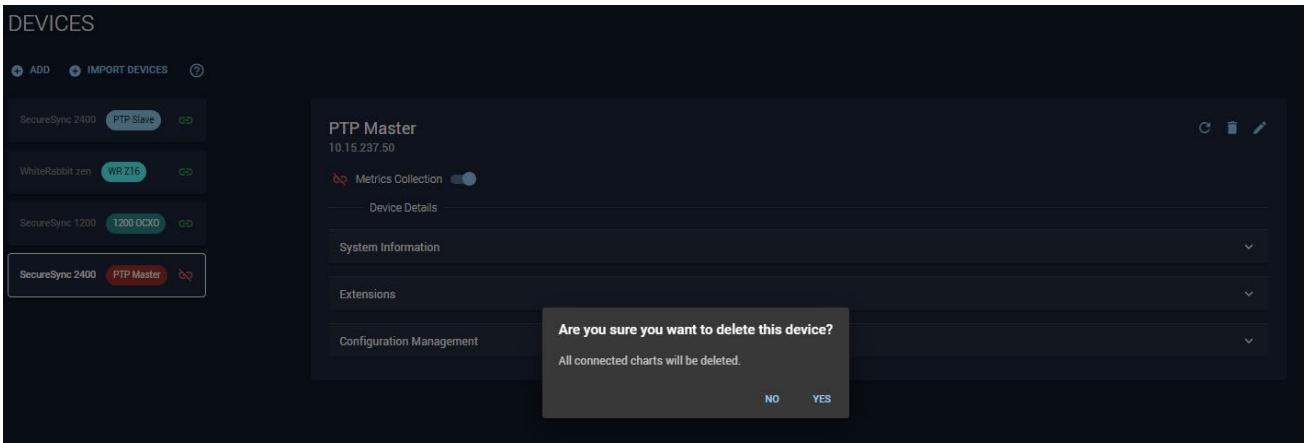 DEVICES
ADD IMPORT DEVICES ?
SecureSync 2400 PTP Slave
WhiteRabbit zen WR Z16
SecureSync 1200 1200 OCXO
SecureSync 2400 PTP Master
PTP Master
10.15.237.50
Metrics Collection
Device Details
System Information
Extensions
Configuration Management
Are you sure you want to delete this device?
All connected charts will be deleted.
NO YES